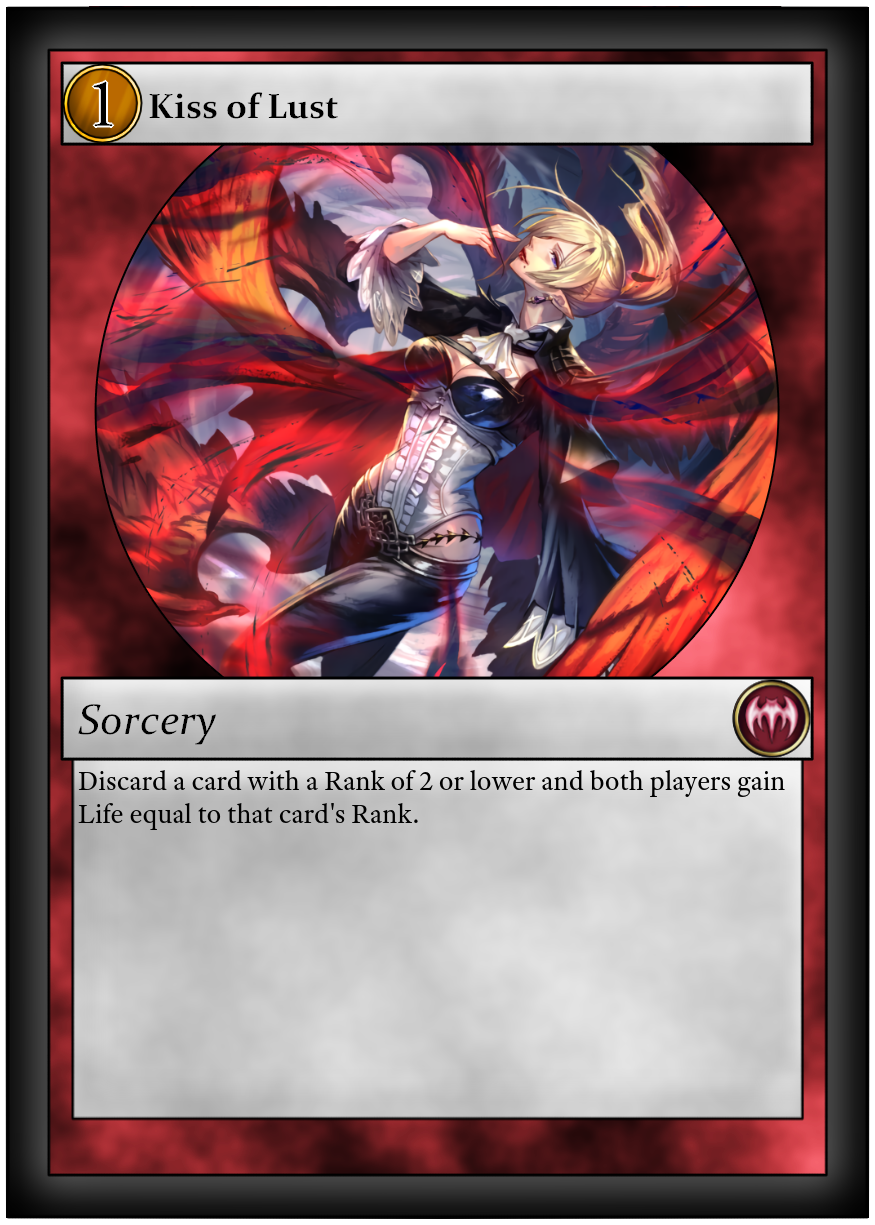 1
Kiss of Lust
Sorcery
Discard a card with a Rank of 2 or lower and both players gain
Life equal to that card's Rank.